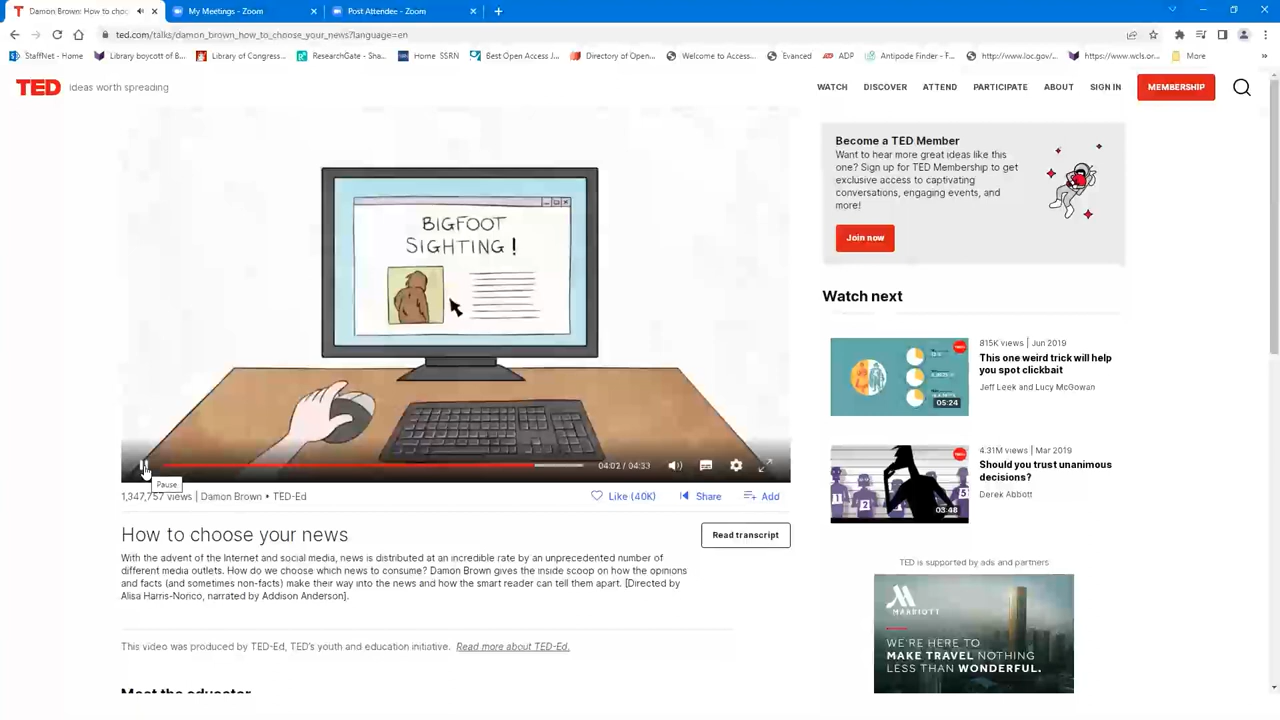 Damon Brown: How to choo
My Meetings - Zoom
Post Attendee - Zoom
ted.com/talks/damon_brown_how_to_choose_your_news?language=en
StaffNet - Home
Library boycott of B...
Library of Congress...
ResearchGate - Sha...
Home :: SSRN
Best Open Access J...
Directory of Open...
Welcome to Access...
Evanced
ADP
Antipode Finder - F...
http://www.loc.gov/...
https://www.wcls.or...
More
TED ideas worth spreading
WATCH
DISCOVER
ATTEND
PARTICIPATE
ABOUT
SIGN IN
MEMBERSHIP
BIGFOOT
SIGHTING!
04:02 / 04:33
Pause
1,347,757 views | Damon Brown • TED-Ed
Like (40K)
Share
Add
How to choose your news
Read transcript
With the advent of the Internet and social media, news is distributed at an incredible rate by an unprecedented number of
different media outlets. How do we choose which news to consume? Damon Brown gives the inside scoop on how the opinions
and facts (and sometimes non-facts) make their way into the news and how the smart reader can tell them apart. [Directed by
Alisa Harris-Norico, narrated by Addison Anderson].
This video was produced by TED-Ed, TED's youth and education initiative. Read more about TED-Ed.
Meet the educator
Become a TED Member
Want to hear more great ideas like this
one? Sign up for TED Membership to get
exclusive access to captivating
conversations, engaging events, and
more!
Join now
Watch next
815K views | Jun 2019
This one weird trick will help
you spot clickbait
Jeff Leek and Lucy McGowan
05:24
4.31M views | Mar 2019
Should you trust unanimous
decisions?
Derek Abbott
1
2
5
03:48
TED is supported by ads and partners
MARRIOTT
WE'RE HERE TO
MAKE TRAVEL NOTHING
LESS THAN WONDERFUL.